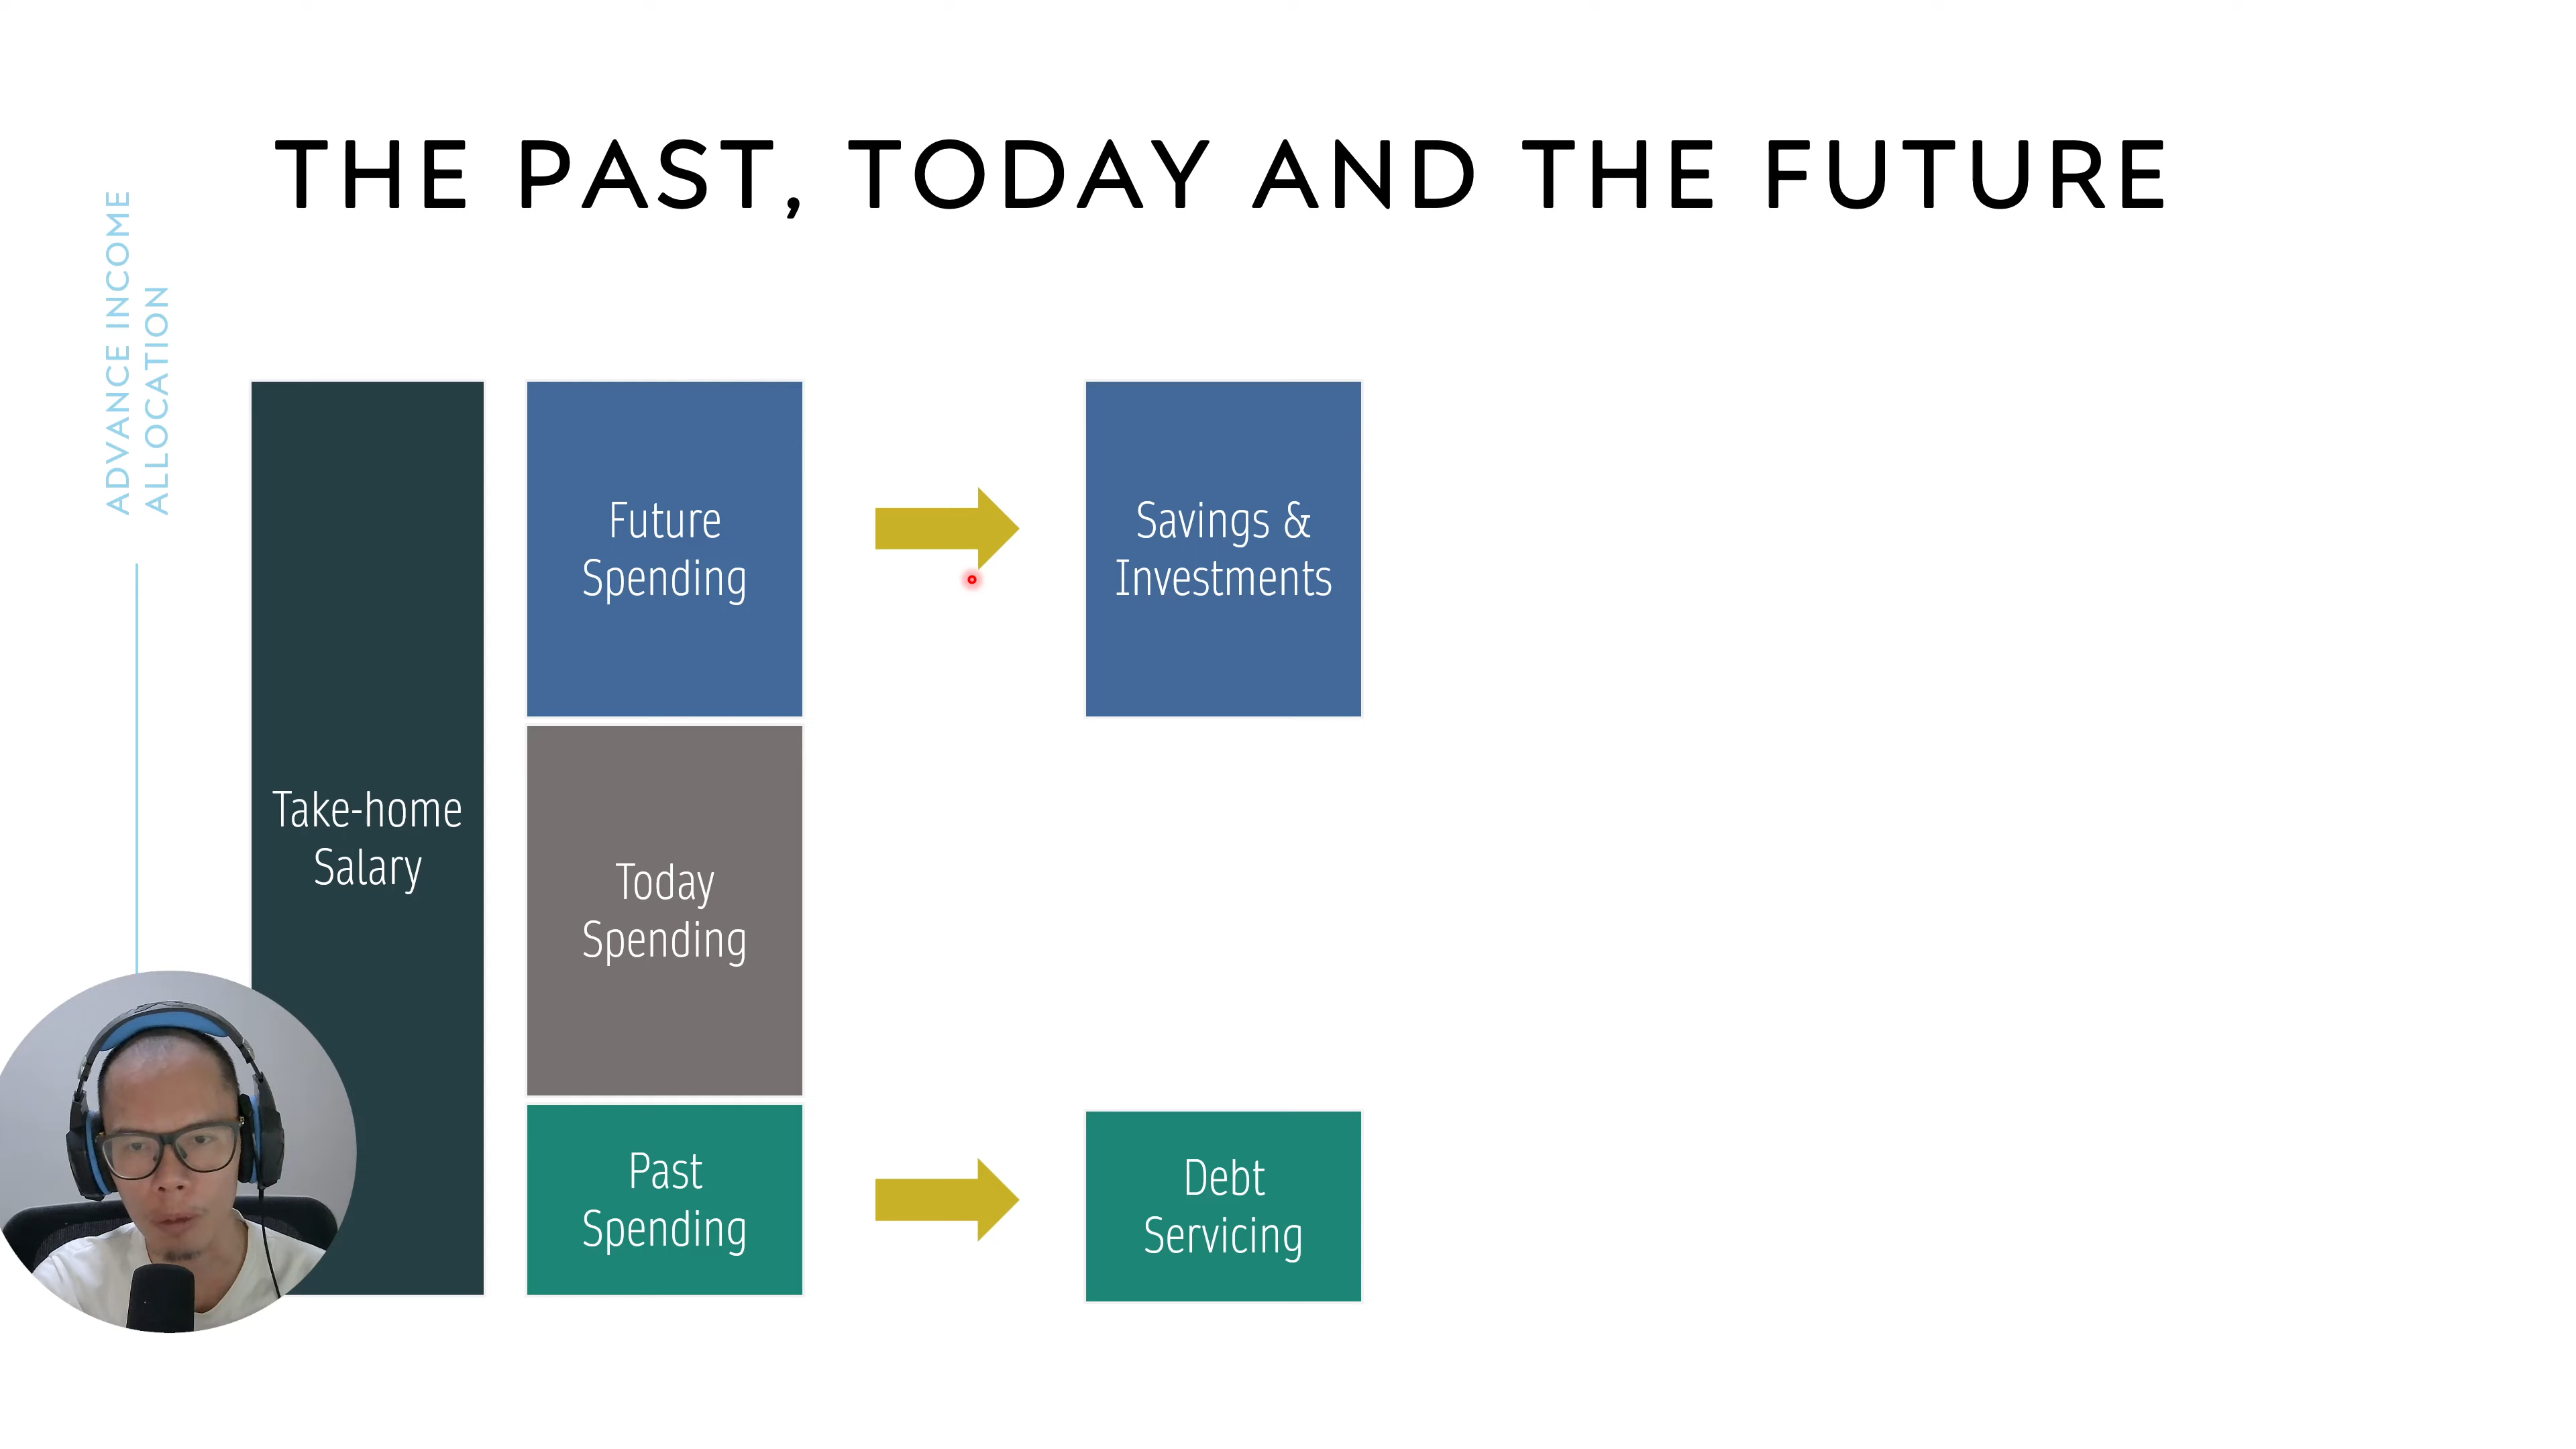 THE PAST, TODAY AND THE FUTURE
ADVANCE INCOME
ALLOCATION
Take-home
Salary
Future
Spending
Savings &
Investments
Today
Spending
Past
Spending
Debt
Servicing